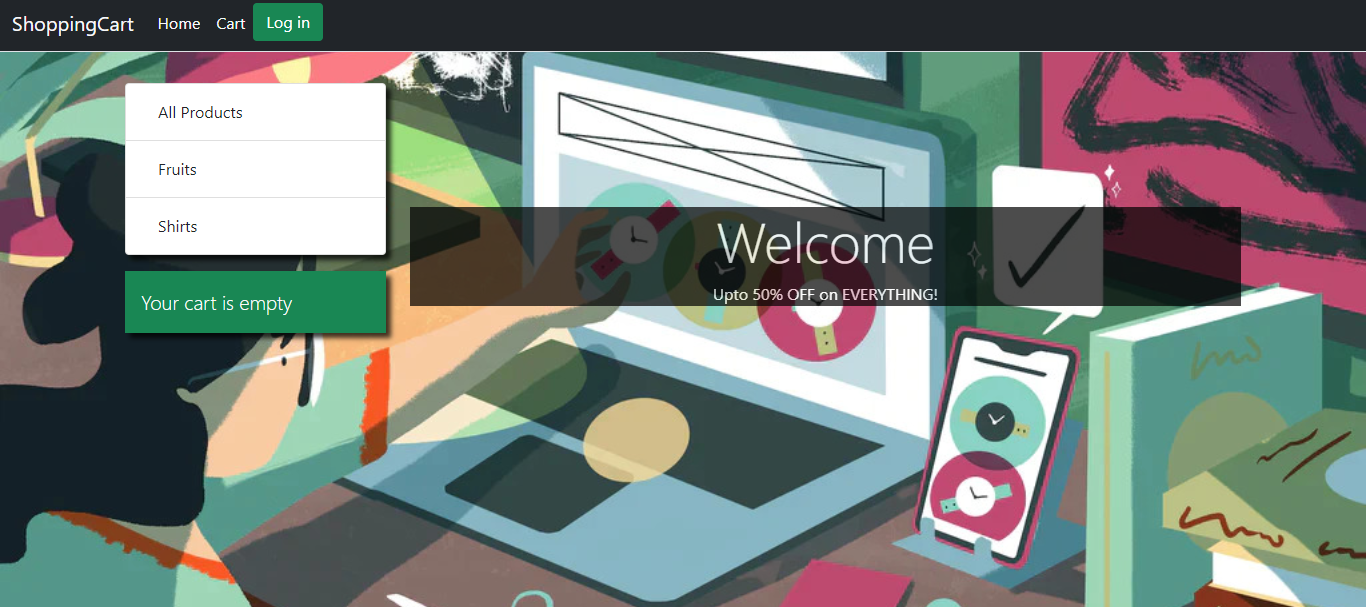 ShoppingCart Home Cart Log in
All Products
Fruits
Shirts
Your cart is empty
Welcome
Upto 50% OFF on EVERYTHING!